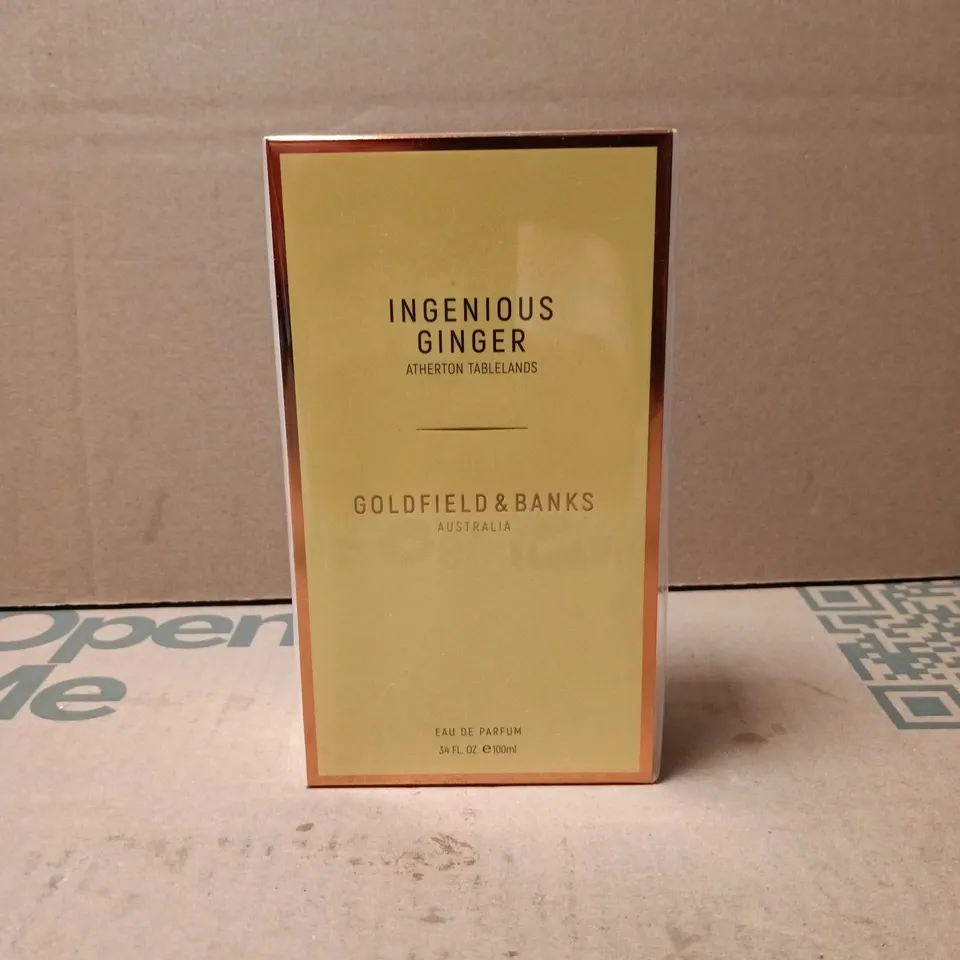 INGENIOUS
GINGER
ATHERTON TABLELANDS
GOLDFIELD & BANKS
AUSTRALIA
EAU DE PARFUM
3.4 FL. OZ. ℮100ml
Open
Me